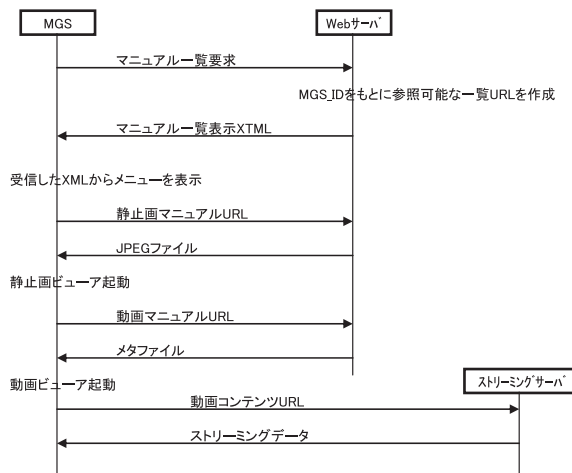 MGS
Webサーバ
マニュアル一覧要求
MGS_IDをもとに参照可能な一覧URLを作成
マニュアル一覧表示XTML
受信したXMLからメニューを表示
静止画マニュアルURL
JPEGファイル
静止画ビューア起動
動画マニュアルURL
メタファイル
動画ビューア起動
ストリーミングサーバ
動画コンテンツURL
ストリーミングデータ